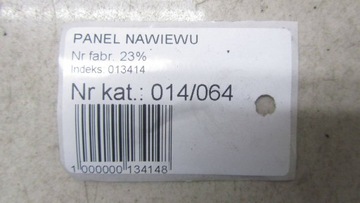 PANEL NAWIEWU
Nr fabr. 23%
Indeks: 013414
Nr kat.: 014/064
1 000000 134148